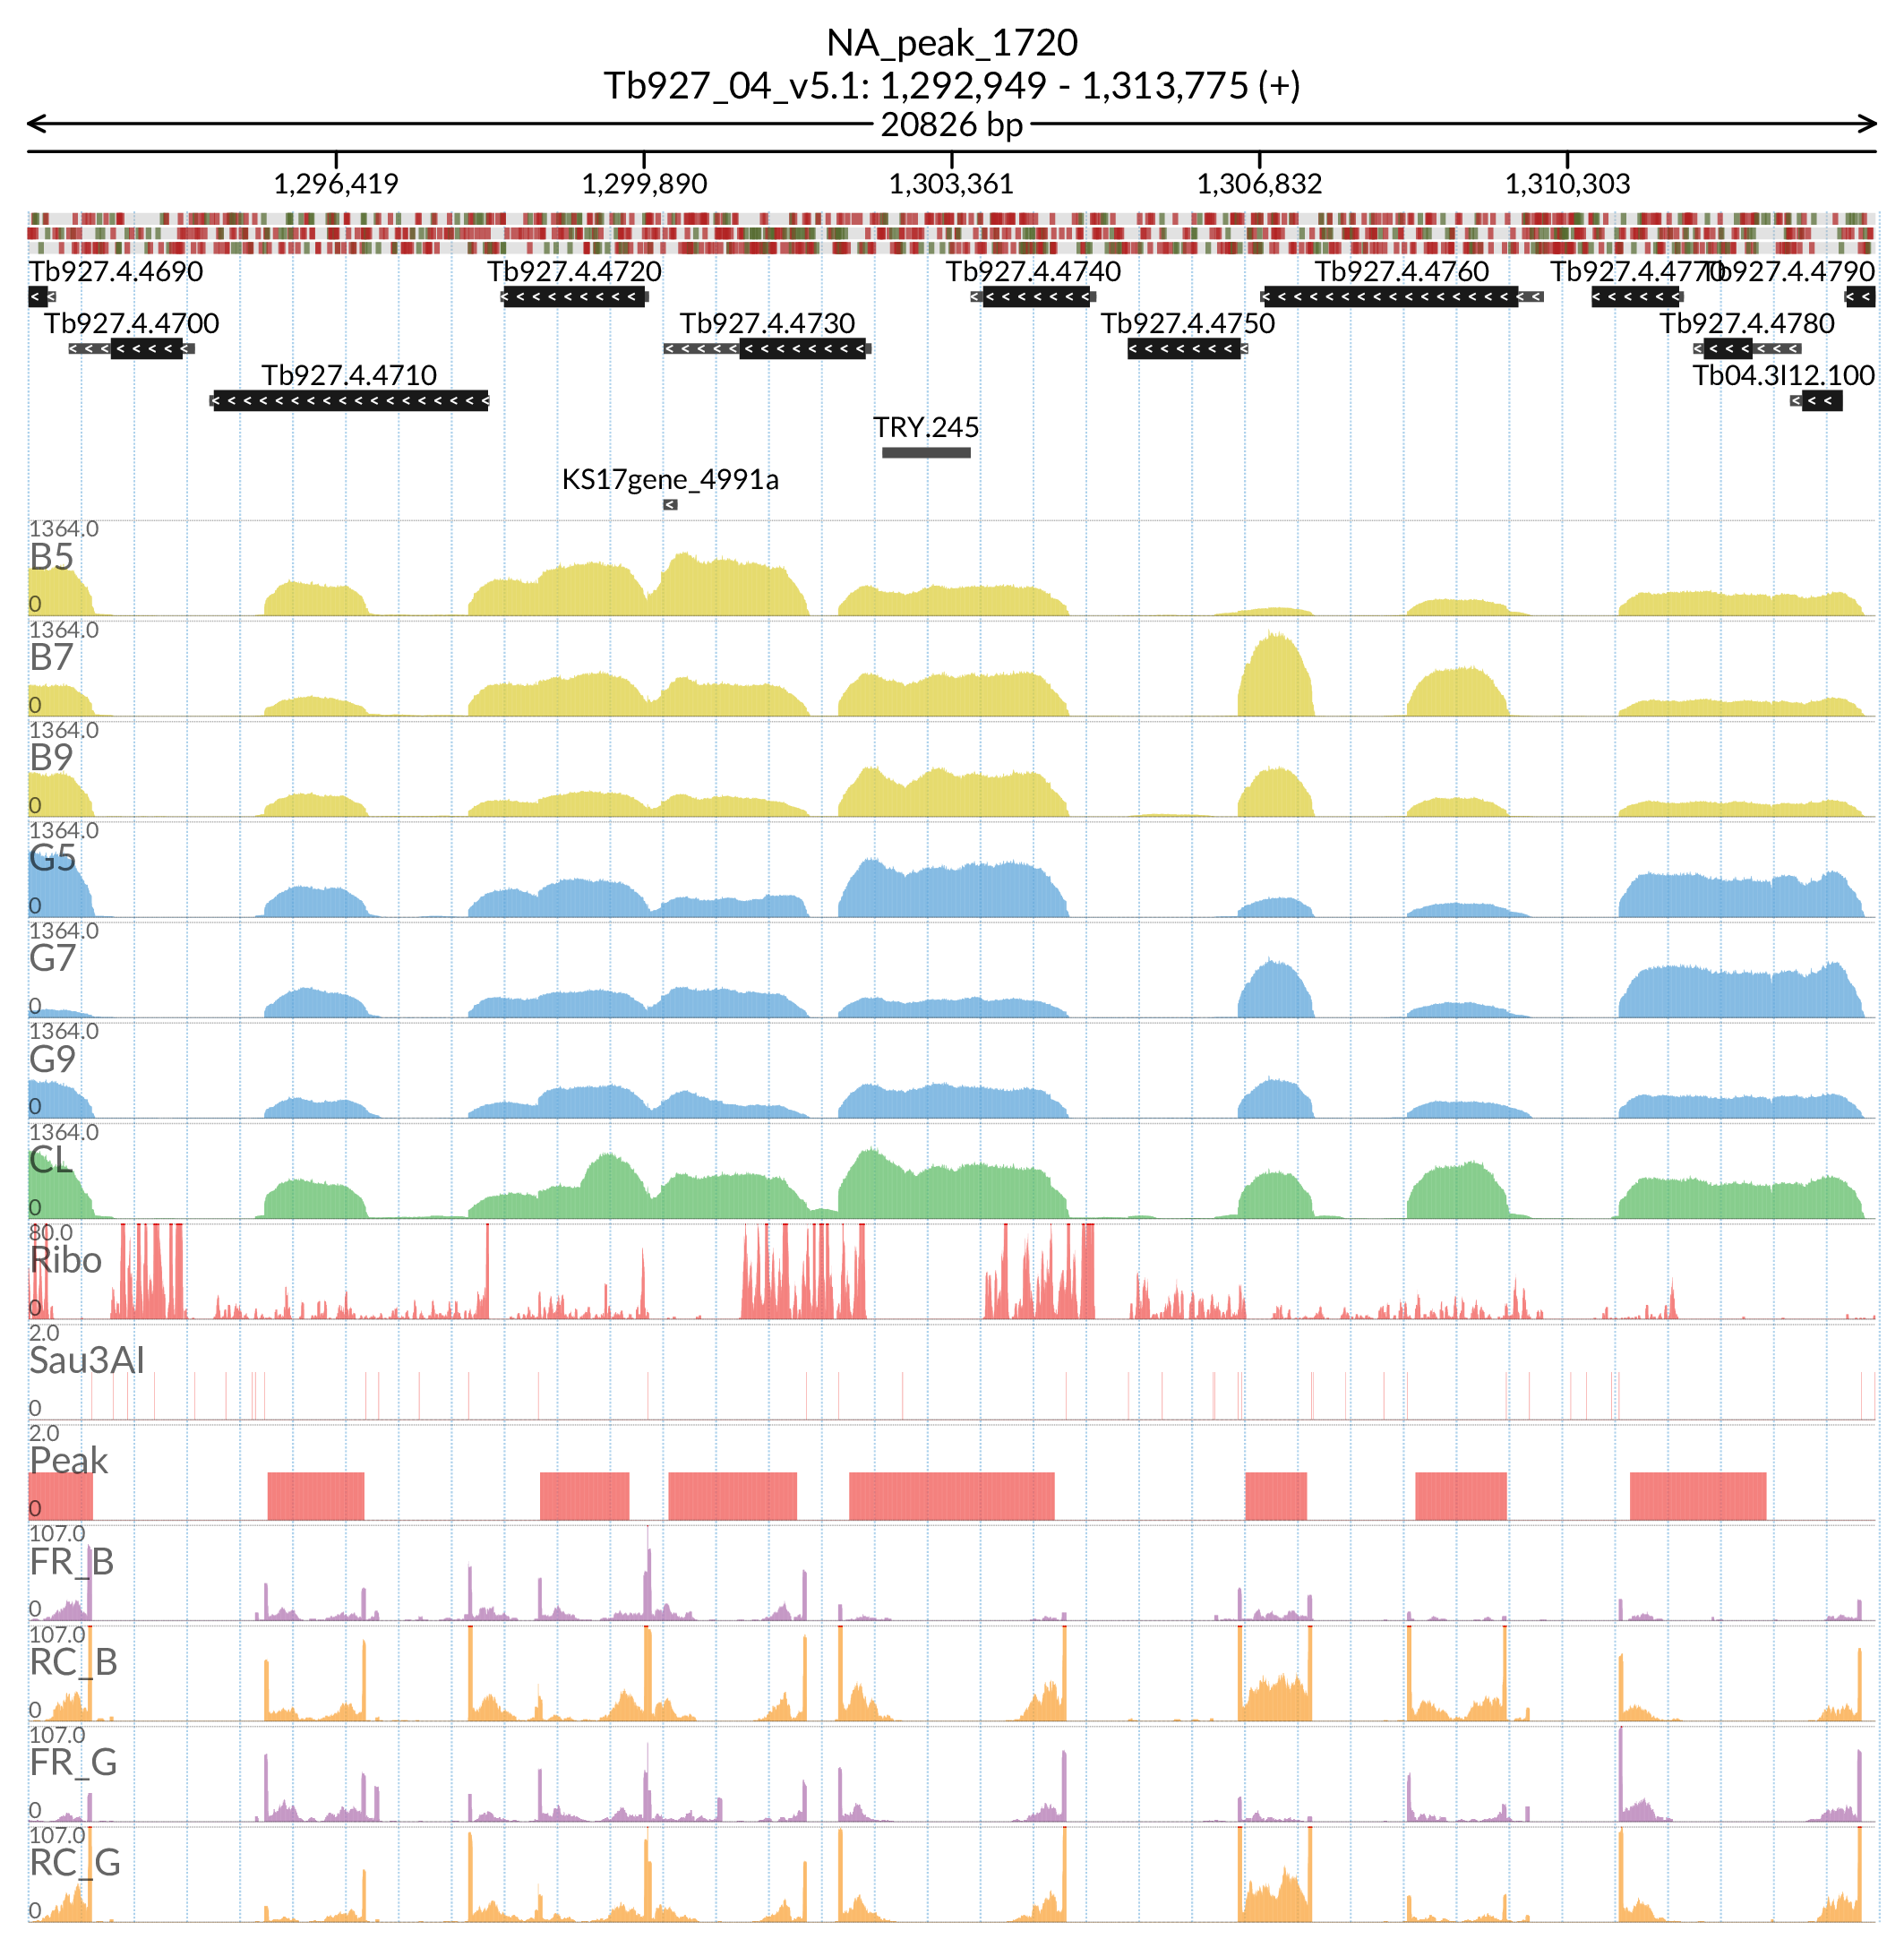 NA_peak_1720
Tb927_04_v5.1: 1,292,949 - 1,313,775 (+)
20826 bp
1,296,419 1,299,890 1,303,361 1,306,832 1,310,303
Tb927.4.4690 Tb927.4.4720 Tb927.4.4740 Tb927.4.4760 Tb927.4.4770 Tb927.4.4790
Tb927.4.4700 Tb927.4.4730 Tb927.4.4750 Tb927.4.4780
Tb927.4.4710 Tb04.3I12.100
TRY.245
KS17gene_4991a
1364.0
B5
0
1364.0
B7
0
1364.0
B9
0
1364.0
G5
0
1364.0
G7
0
1364.0
G9
0
1364.0
CL
0
80.0
Ribo
0
2.0
Sau3AI
0
2.0
Peak
0
107.0
FR_B
0
107.0
RC_B
0
107.0
FR_G
0
107.0
RC_G
0